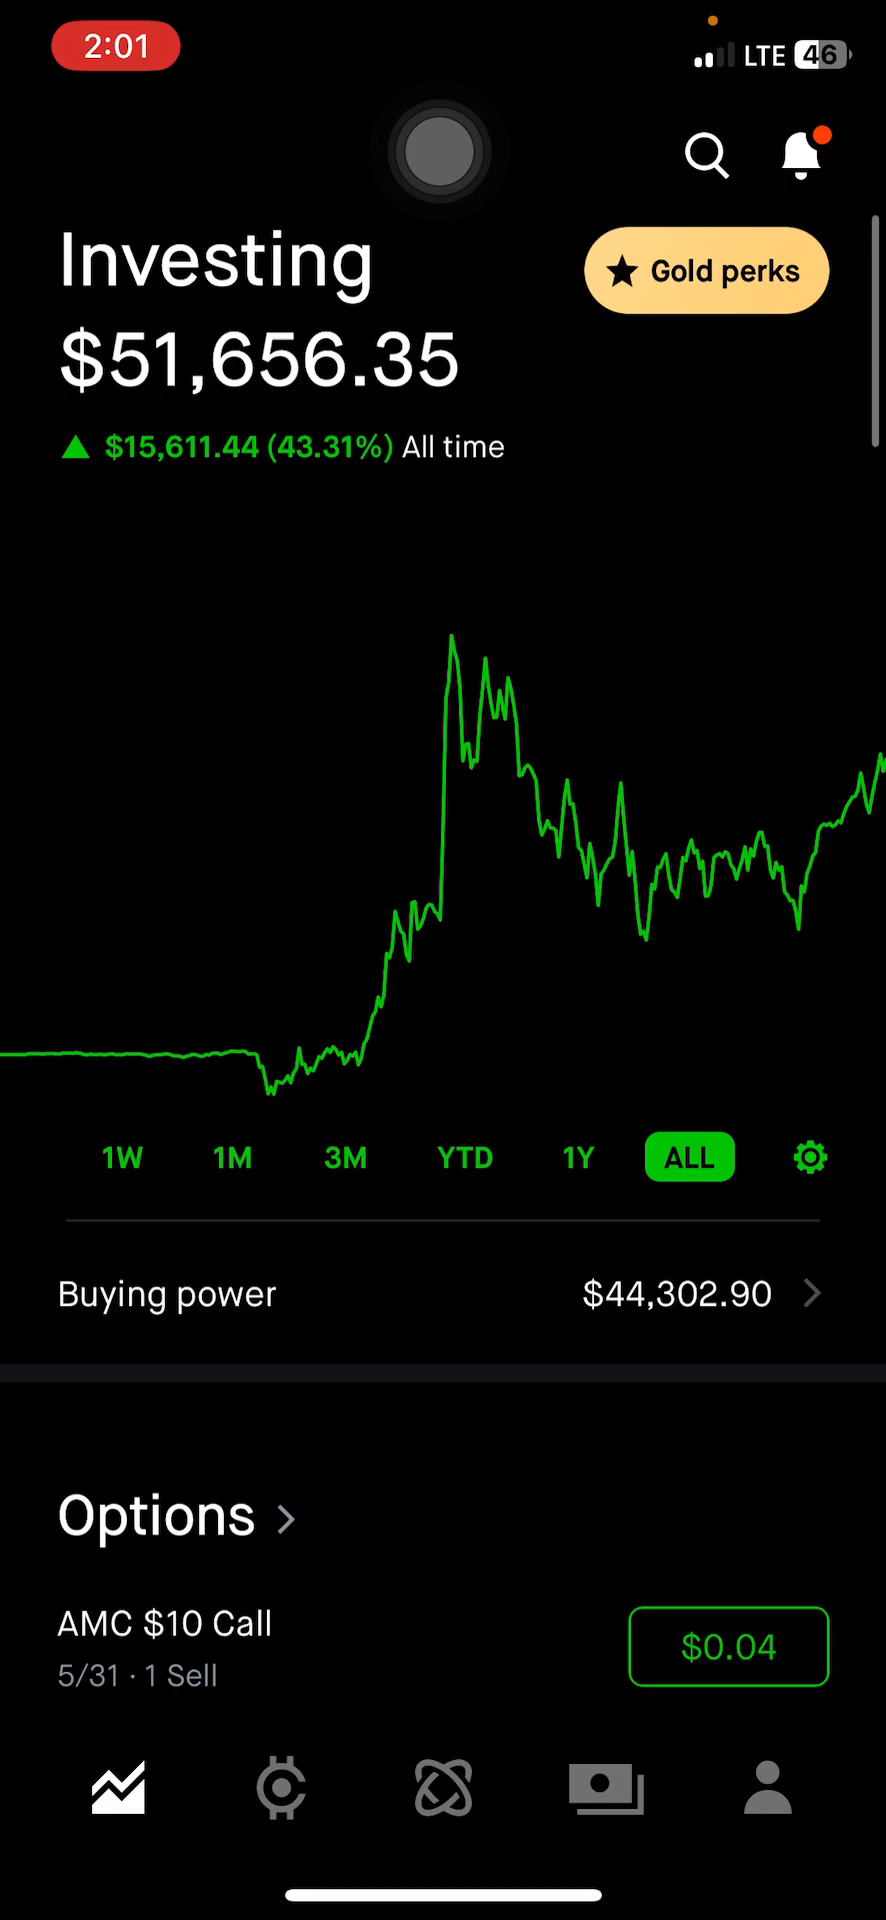 2:01
LTE 46
Investing
Gold perks
$51,656.35
$15,611.44 (43.31%) All time
1W 1M 3M YTD 1Y ALL
Buying power $44,302.90
Options
AMC $10 Call
$0.04
5/31 · 1 Sell